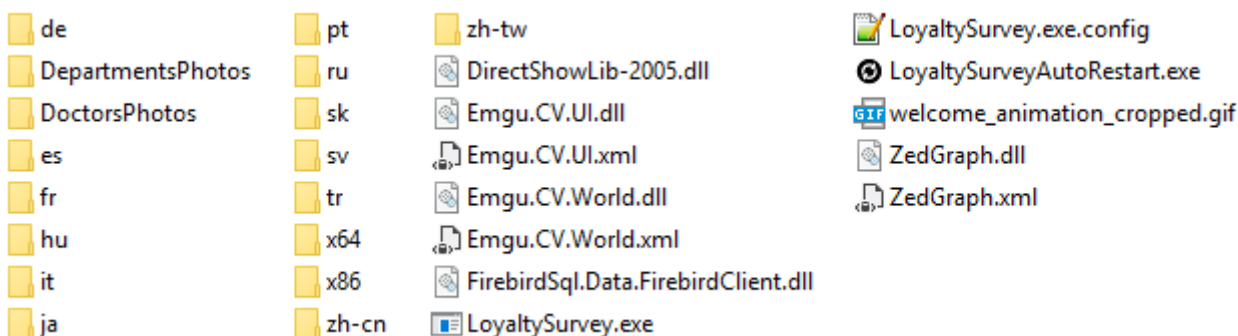 de
DepartmentsPhotos
DoctorsPhotos
es
fr
hu
it
ja
pt
ru
sk
sv
tr
x64
x86
zh-cn
zh-tw
DirectShowLib-2005.dll
Emgu.CV.UI.dll
Emgu.CV.UI.xml
Emgu.CV.World.dll
Emgu.CV.World.xml
FirebirdSql.Data.FirebirdClient.dll
LoyaltySurvey.exe
LoyaltySurvey.exe.config
LoyaltySurveyAutoRestart.exe
GIF welcome_animation_cropped.gif
ZedGraph.dll
ZedGraph.xml